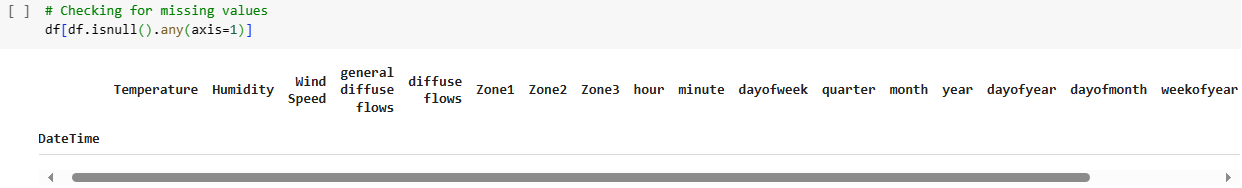 [ ] # Checking for missing values
df[df.isnull().any(axis=1)]
Temperature Humidity Wind Speed general diffuse flows diffuse flows Zone1 Zone2 Zone3 hour minute dayofweek quarter month year dayofyear dayofmonth weekofyear
DateTime